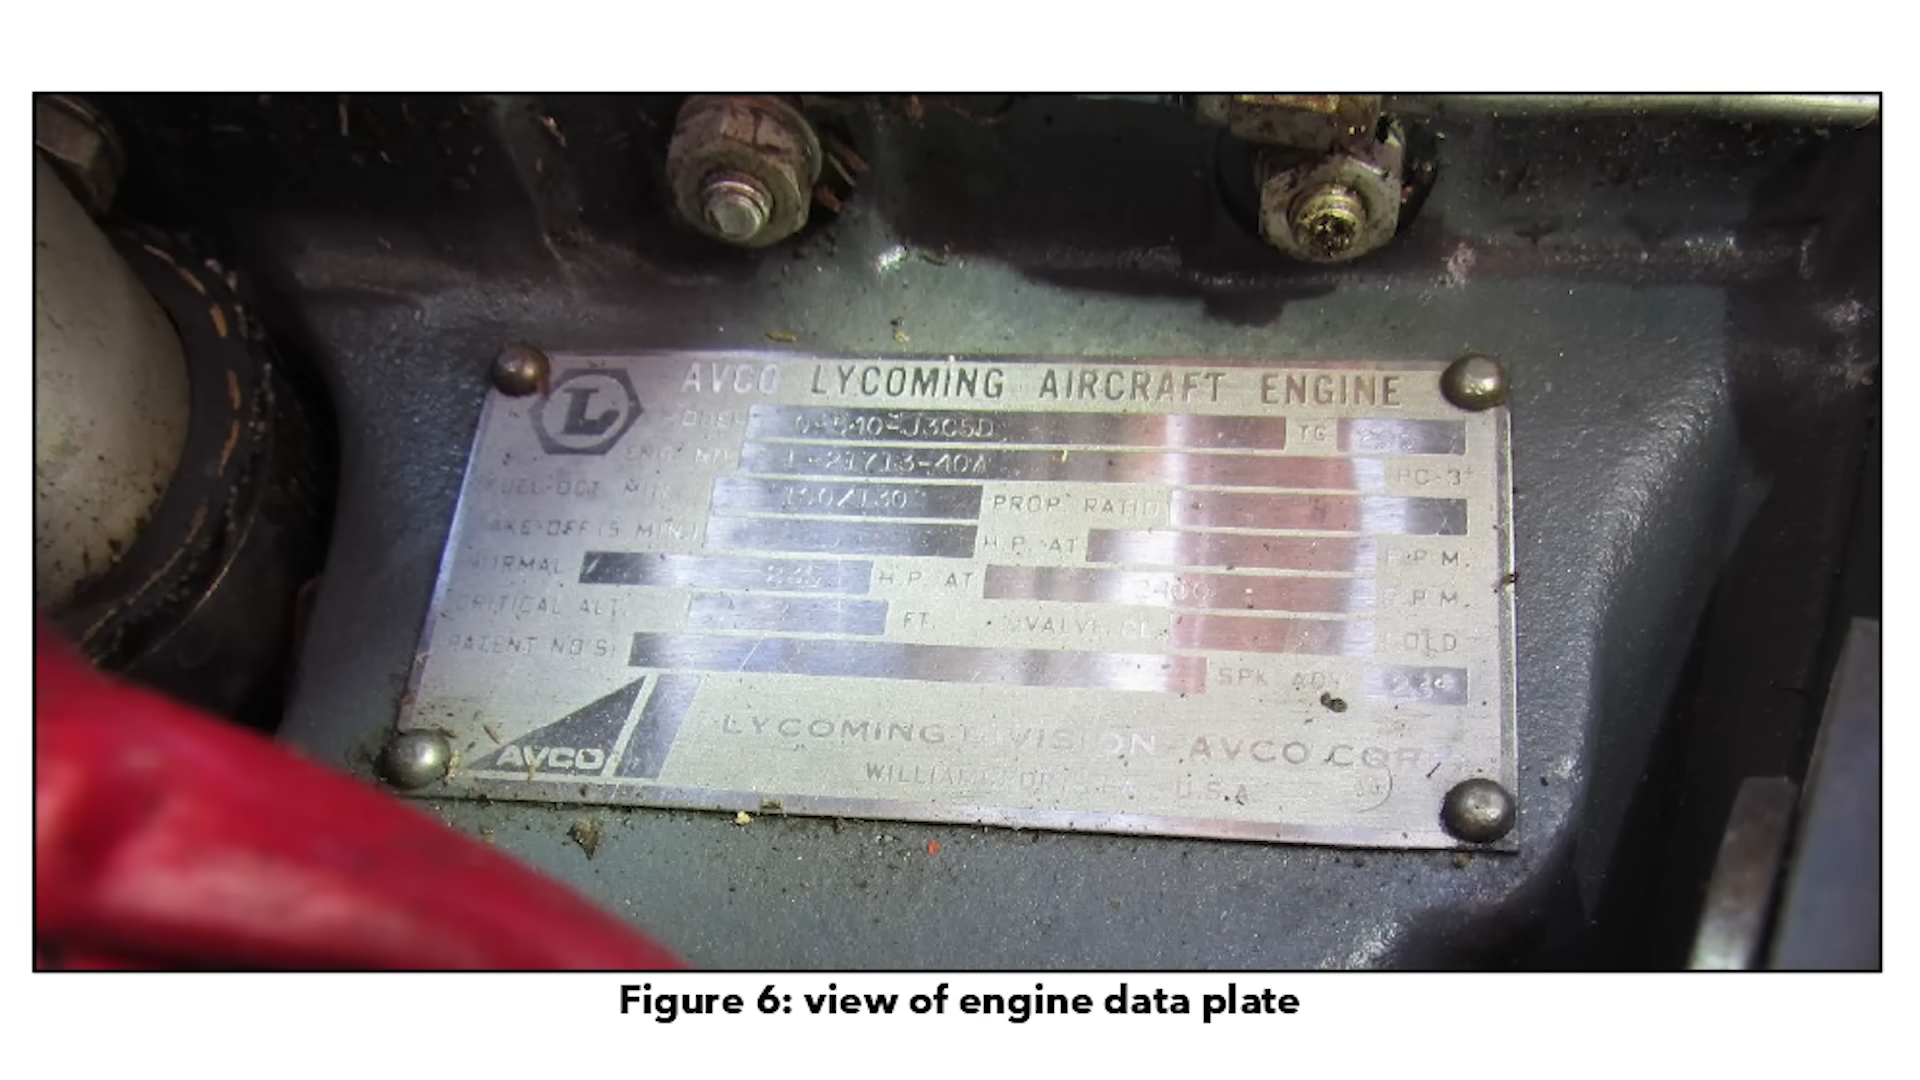 L AVCO LYCOMING AIRCRAFT ENGINE
MODEL O-540-J3C5D TC
ENG. NO. L-21713-40A PC-3
FUEL-OCT. MIN. 100/130 PROP. RATIO
TAKE-OFF (5 MIN.) H.P. AT R.P.M.
NORMAL 235 H.P. AT 2400 R.P.M.
CRITICAL ALT. FT. VALVE CL. COLD
PATENT NO'S. SPK ADV.
AVCO LYCOMING DIVISION AVCO CORP.
WILLIAMSPORT, PA. U.S.A.
Figure 6: view of engine data plate